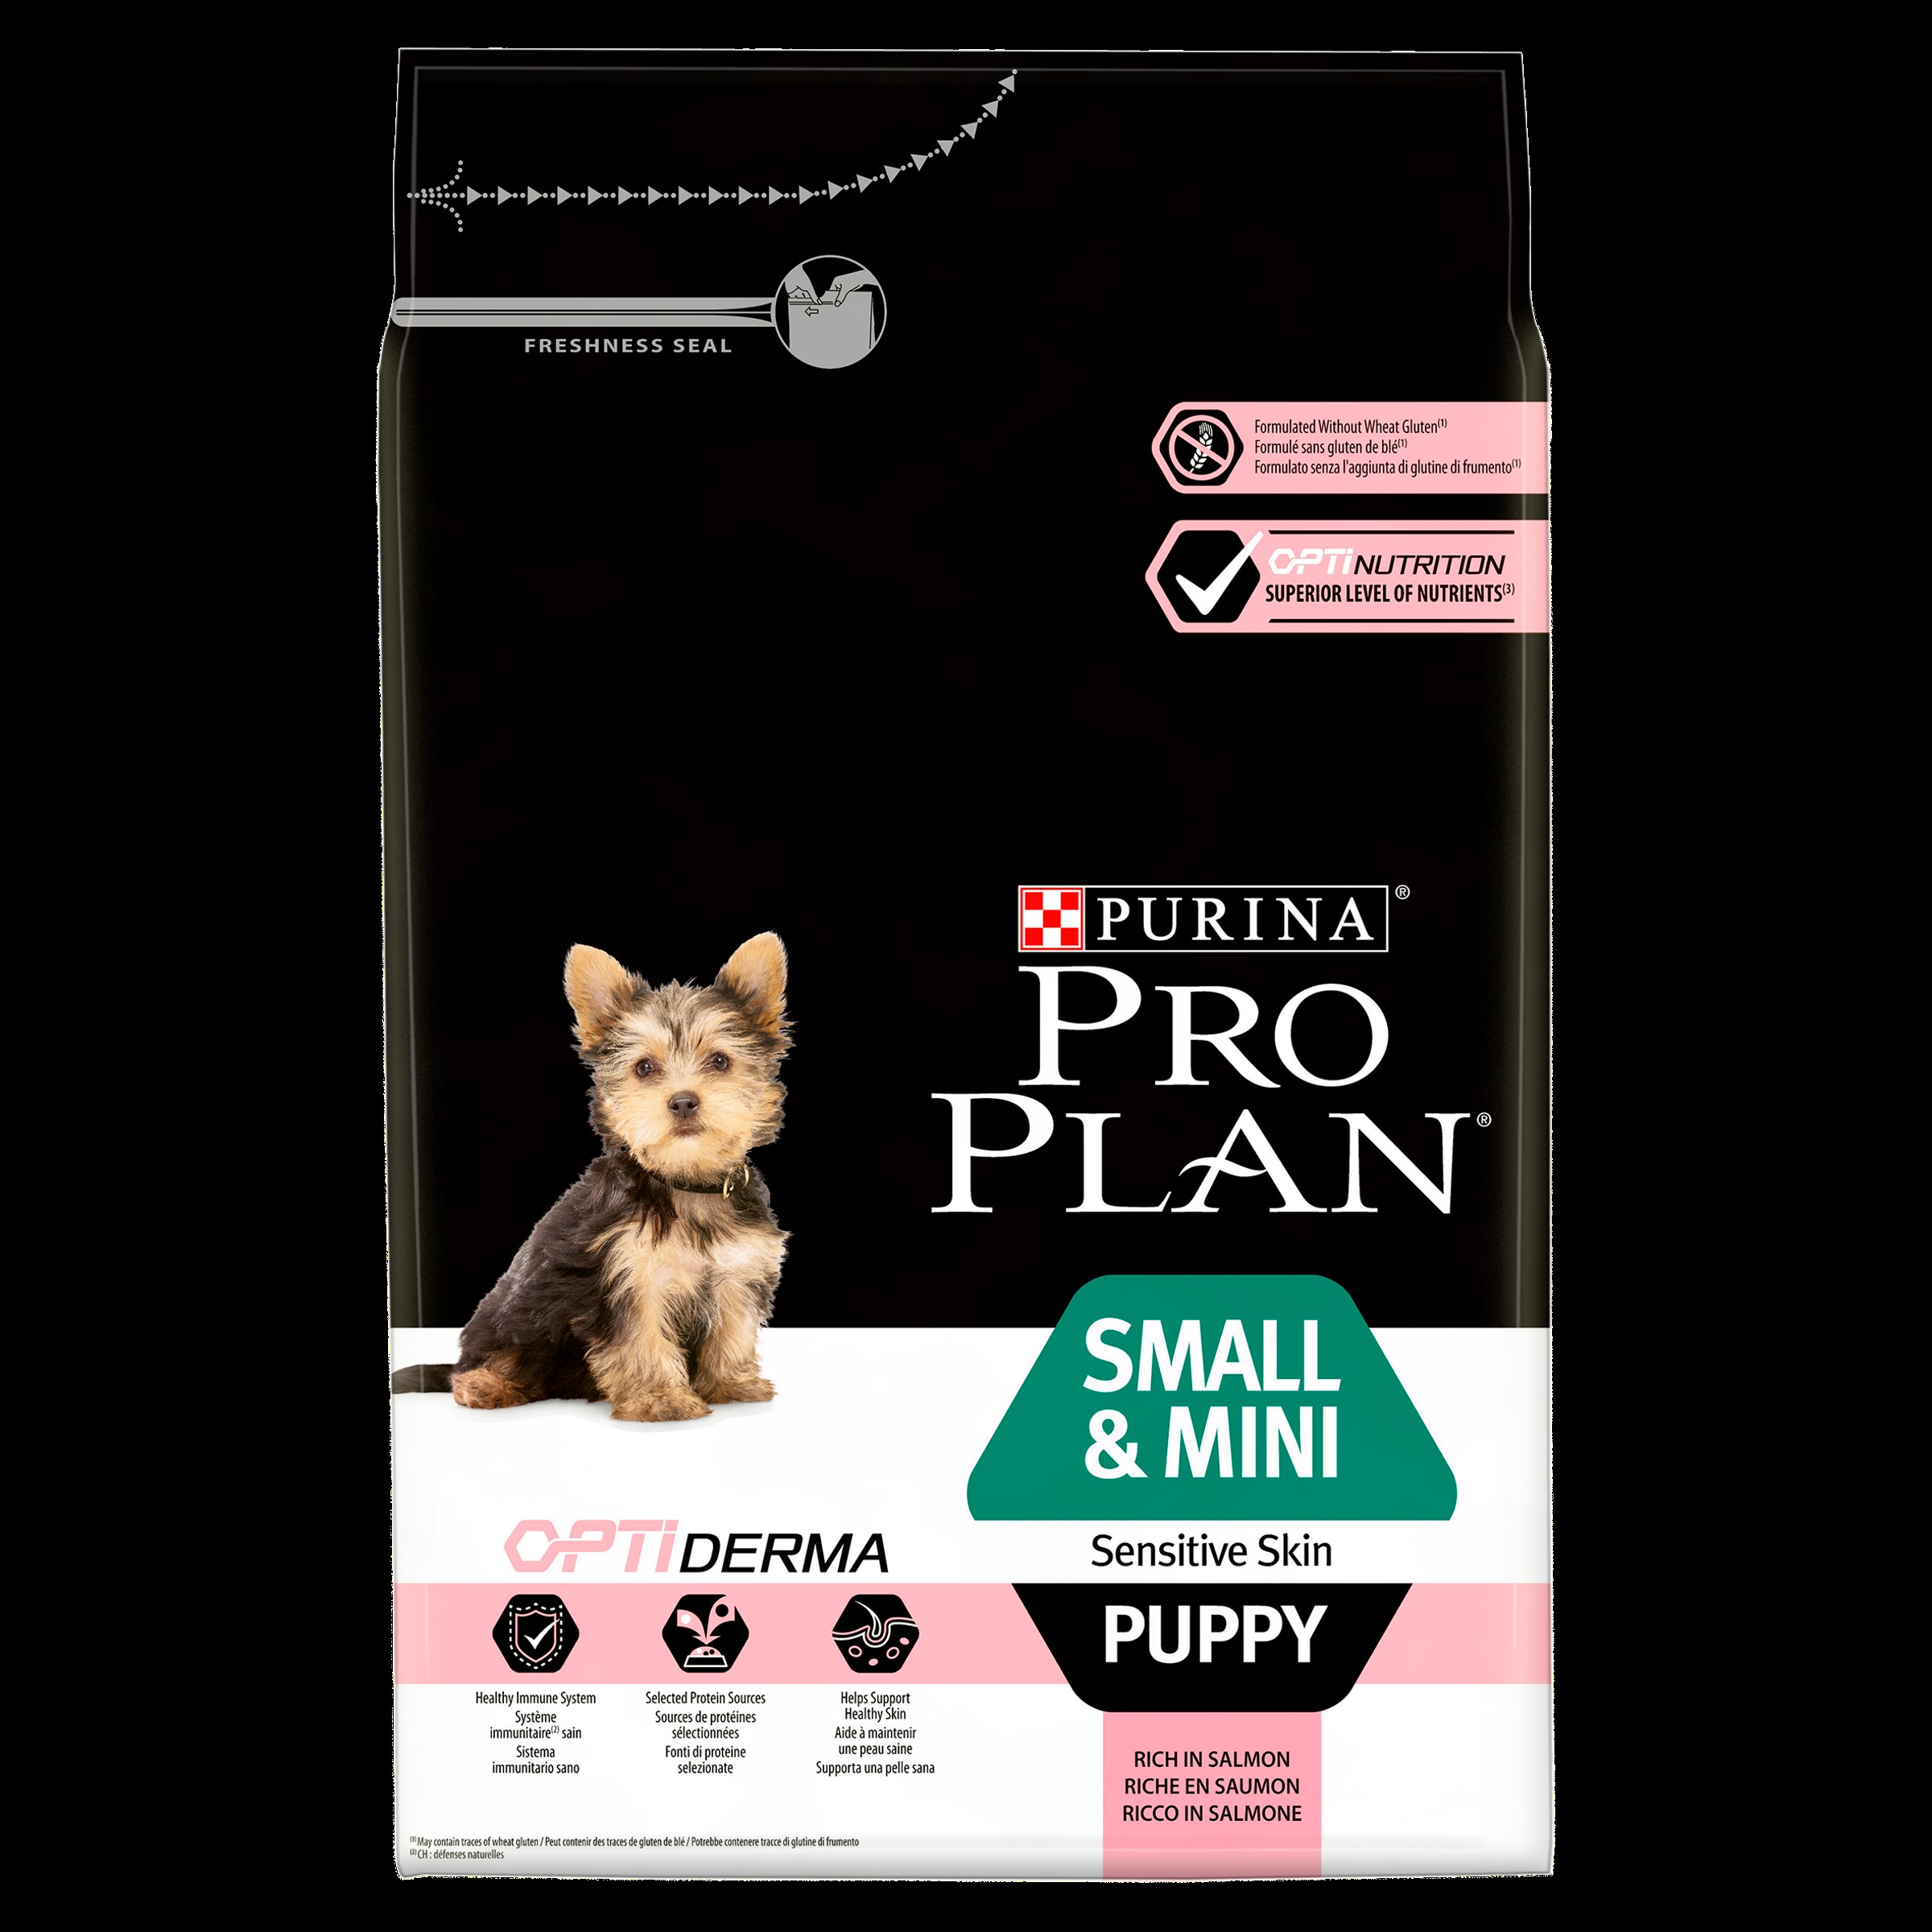 FRESHNESS SEAL
Formulated Without Wheat Gluten(1)
Formulé sans gluten de blé(1)
Formulato senza l'aggiunta di glutine di frumento(1)
OPTINUTRITION
SUPERIOR LEVEL OF NUTRIENTS(3)
PURINA®
PRO
PLAN®
SMALL
& MINI
Sensitive Skin
PUPPY
RICH IN SALMON
RICHE EN SAUMON
RICCO IN SALMONE
OPTIDERMA
Healthy Immune System
Système
immunitaire(2) sain
Sistema
immunitario sano
Selected Protein Sources
Sources de protéines
sélectionnées
Fonti di proteine
selezionate
Helps Support
Healthy Skin
Aide à maintenir
une peau saine
Supporta una pelle sana
(1)May contain traces of wheat gluten / Peut contenir des traces de gluten de blé / Potrebbe contenere tracce di glutine di frumento
(2)CH : défenses naturelles